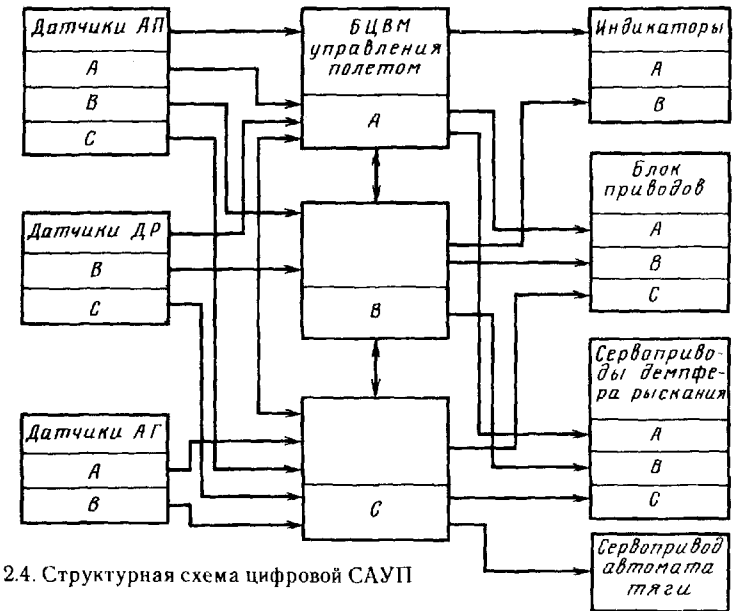 Датчики АП
А
В
С
Датчики ДР
В
С
Датчики АГ
А
В
БЦВМ
управления
полетом
А
В
С
Индикаторы
А
В
Блок
приводов
А
В
С
Сервоприво-
ды демпфе-
ра рыскания
А
В
С
Сервопривод
автомата
тяги
2.4. Структурная схема цифровой САУП